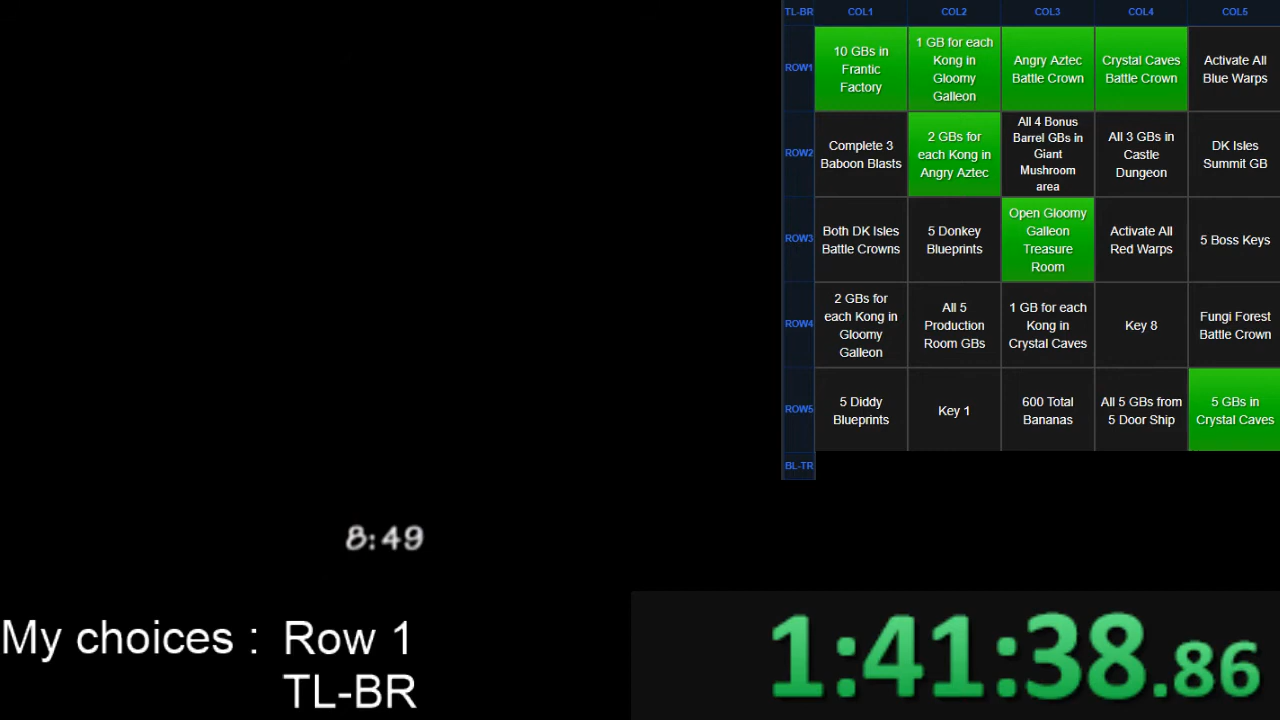 TL-BR COL1 COL2 COL3 COL4 COL5
ROW1
10 GBs in
Frantic
Factory
1 GB for each
Kong in
Gloomy
Galleon
Angry Aztec
Battle Crown
Crystal Caves
Battle Crown
Activate All
Blue Warps
ROW2
Complete 3
Baboon Blasts
2 GBs for
each Kong in
Angry Aztec
All 4 Bonus
Barrel GBs in
Giant
Mushroom
area
All 3 GBs in
Castle
Dungeon
DK Isles
Summit GB
ROW3
Both DK Isles
Battle Crowns
5 Donkey
Blueprints
Open Gloomy
Galleon
Treasure
Room
Activate All
Red Warps
5 Boss Keys
ROW4
2 GBs for
each Kong in
Gloomy
Galleon
All 5
Production
Room GBs
1 GB for each
Kong in
Crystal Caves
Key 8
Fungi Forest
Battle Crown
ROW5
5 Diddy
Blueprints
Key 1
600 Total
Bananas
All 5 GBs from
5 Door Ship
5 GBs in
Crystal Caves
BL-TR
8:49
My choices : Row 1
TL-BR
1:41:38.86